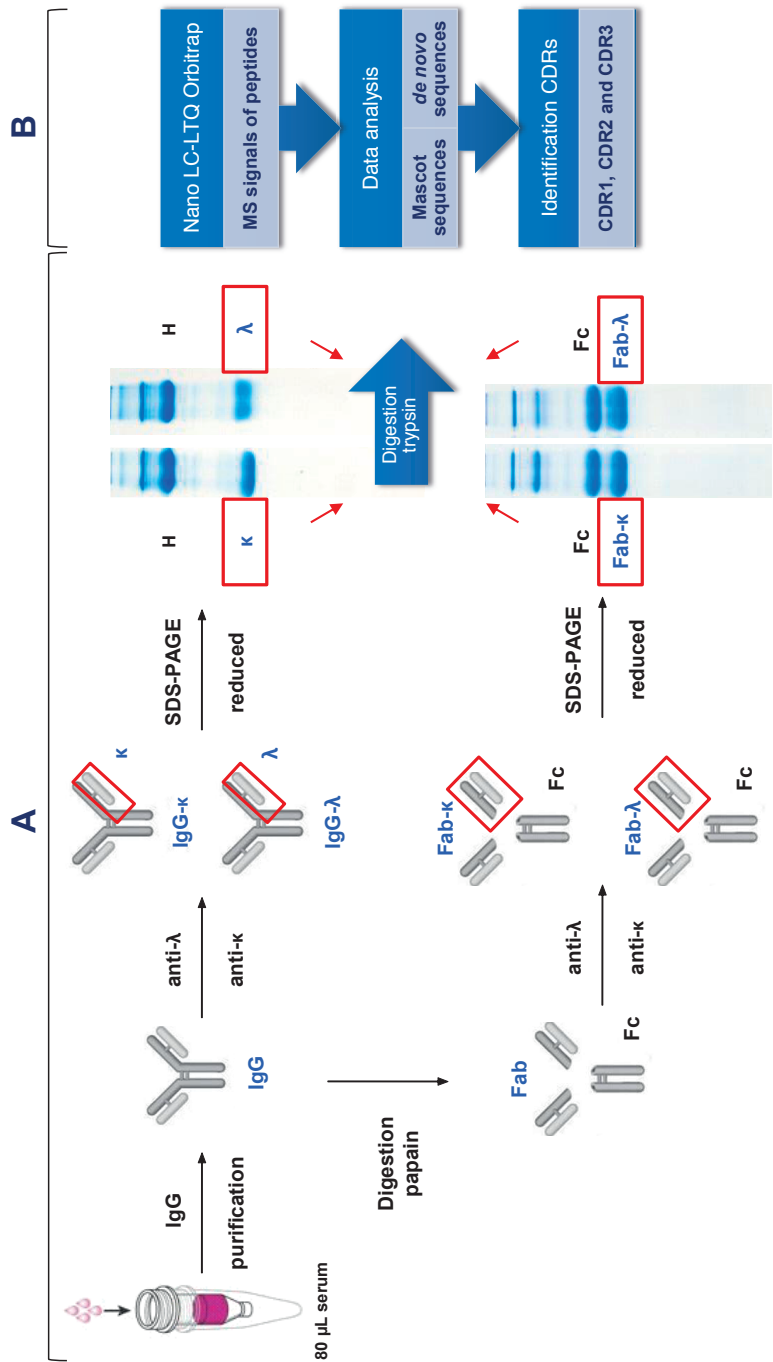 A
B
80 µL serum
IgG
purification
IgG
Digestion
papain
Fab
Fc
anti-λ
anti-κ
κ
IgG-κ
λ
IgG-λ
anti-λ
anti-κ
Fab-κ
Fc
Fab-λ
Fc
SDS-PAGE
reduced
H
κ
H
λ
SDS-PAGE
reduced
Fc
Fab-κ
Fc
Fab-λ
Digestion
trypsin
Nano LC-LTQ Orbitrap
MS signals of peptides
Data analysis
Mascot
sequences
de novo
sequences
Identification CDRs
CDR1, CDR2 and CDR3